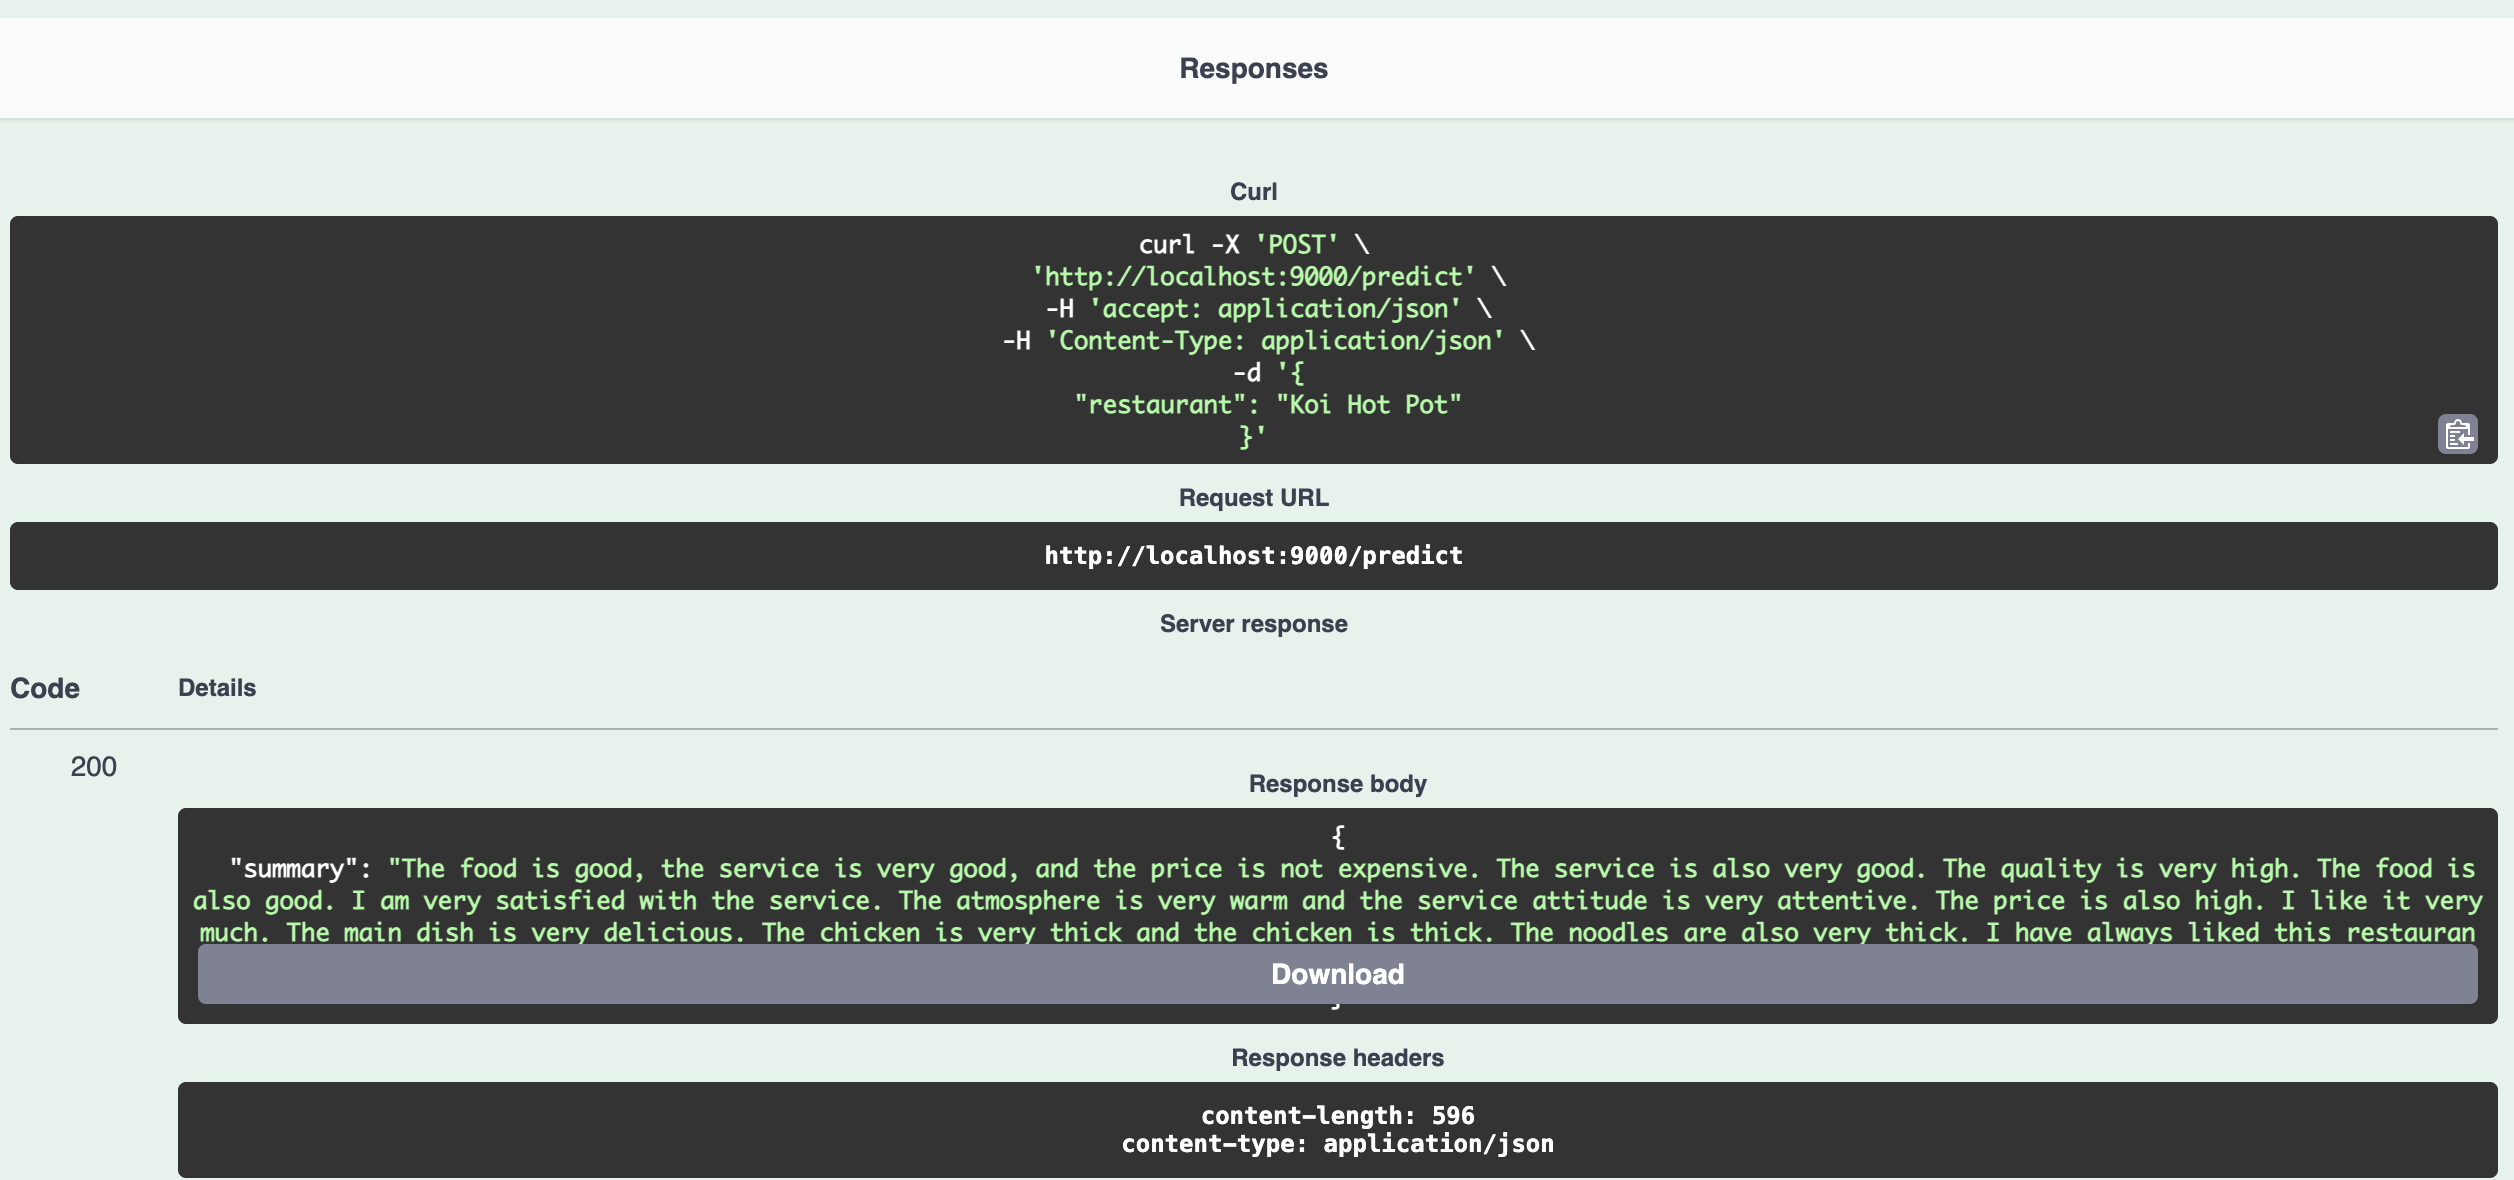 Responses
Curl
curl -X 'POST' \
'http://localhost:9000/predict' \
-H 'accept: application/json' \
-H 'Content-Type: application/json' \
-d '{
"restaurant": "Koi Hot Pot"
}'
Request URL
http://localhost:9000/predict
Server response
Code Details
200
Response body
{
"summary": "The food is good, the service is very good, and the price is not expensive. The service is also very good. The quality is very high. The food is
also good. I am very satisfied with the service. The atmosphere is very warm and the service attitude is very attentive. The price is also high. I like it very
much. The main dish is very delicious. The chicken is very thick and the chicken is thick. The noodles are also very thick. I have always liked this restauran
Download
Response headers
content-length: 596
content-type: application/json